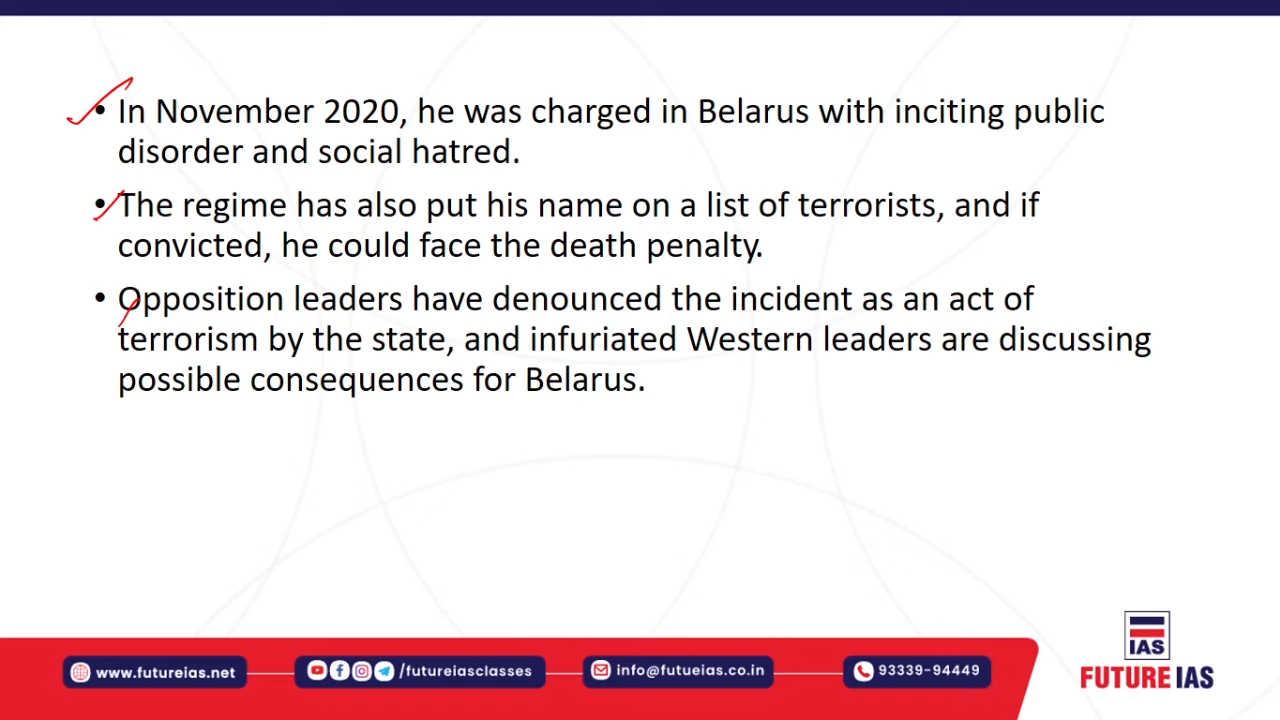 • In November 2020, he was charged in Belarus with inciting public
disorder and social hatred.
• The regime has also put his name on a list of terrorists, and if
convicted, he could face the death penalty.
• Opposition leaders have denounced the incident as an act of
terrorism by the state, and infuriated Western leaders are discussing
possible consequences for Belarus.
IAS
FUTURE IAS
www.futureias.net
/futureiasclasses
info@futueias.co.in
93339-94449